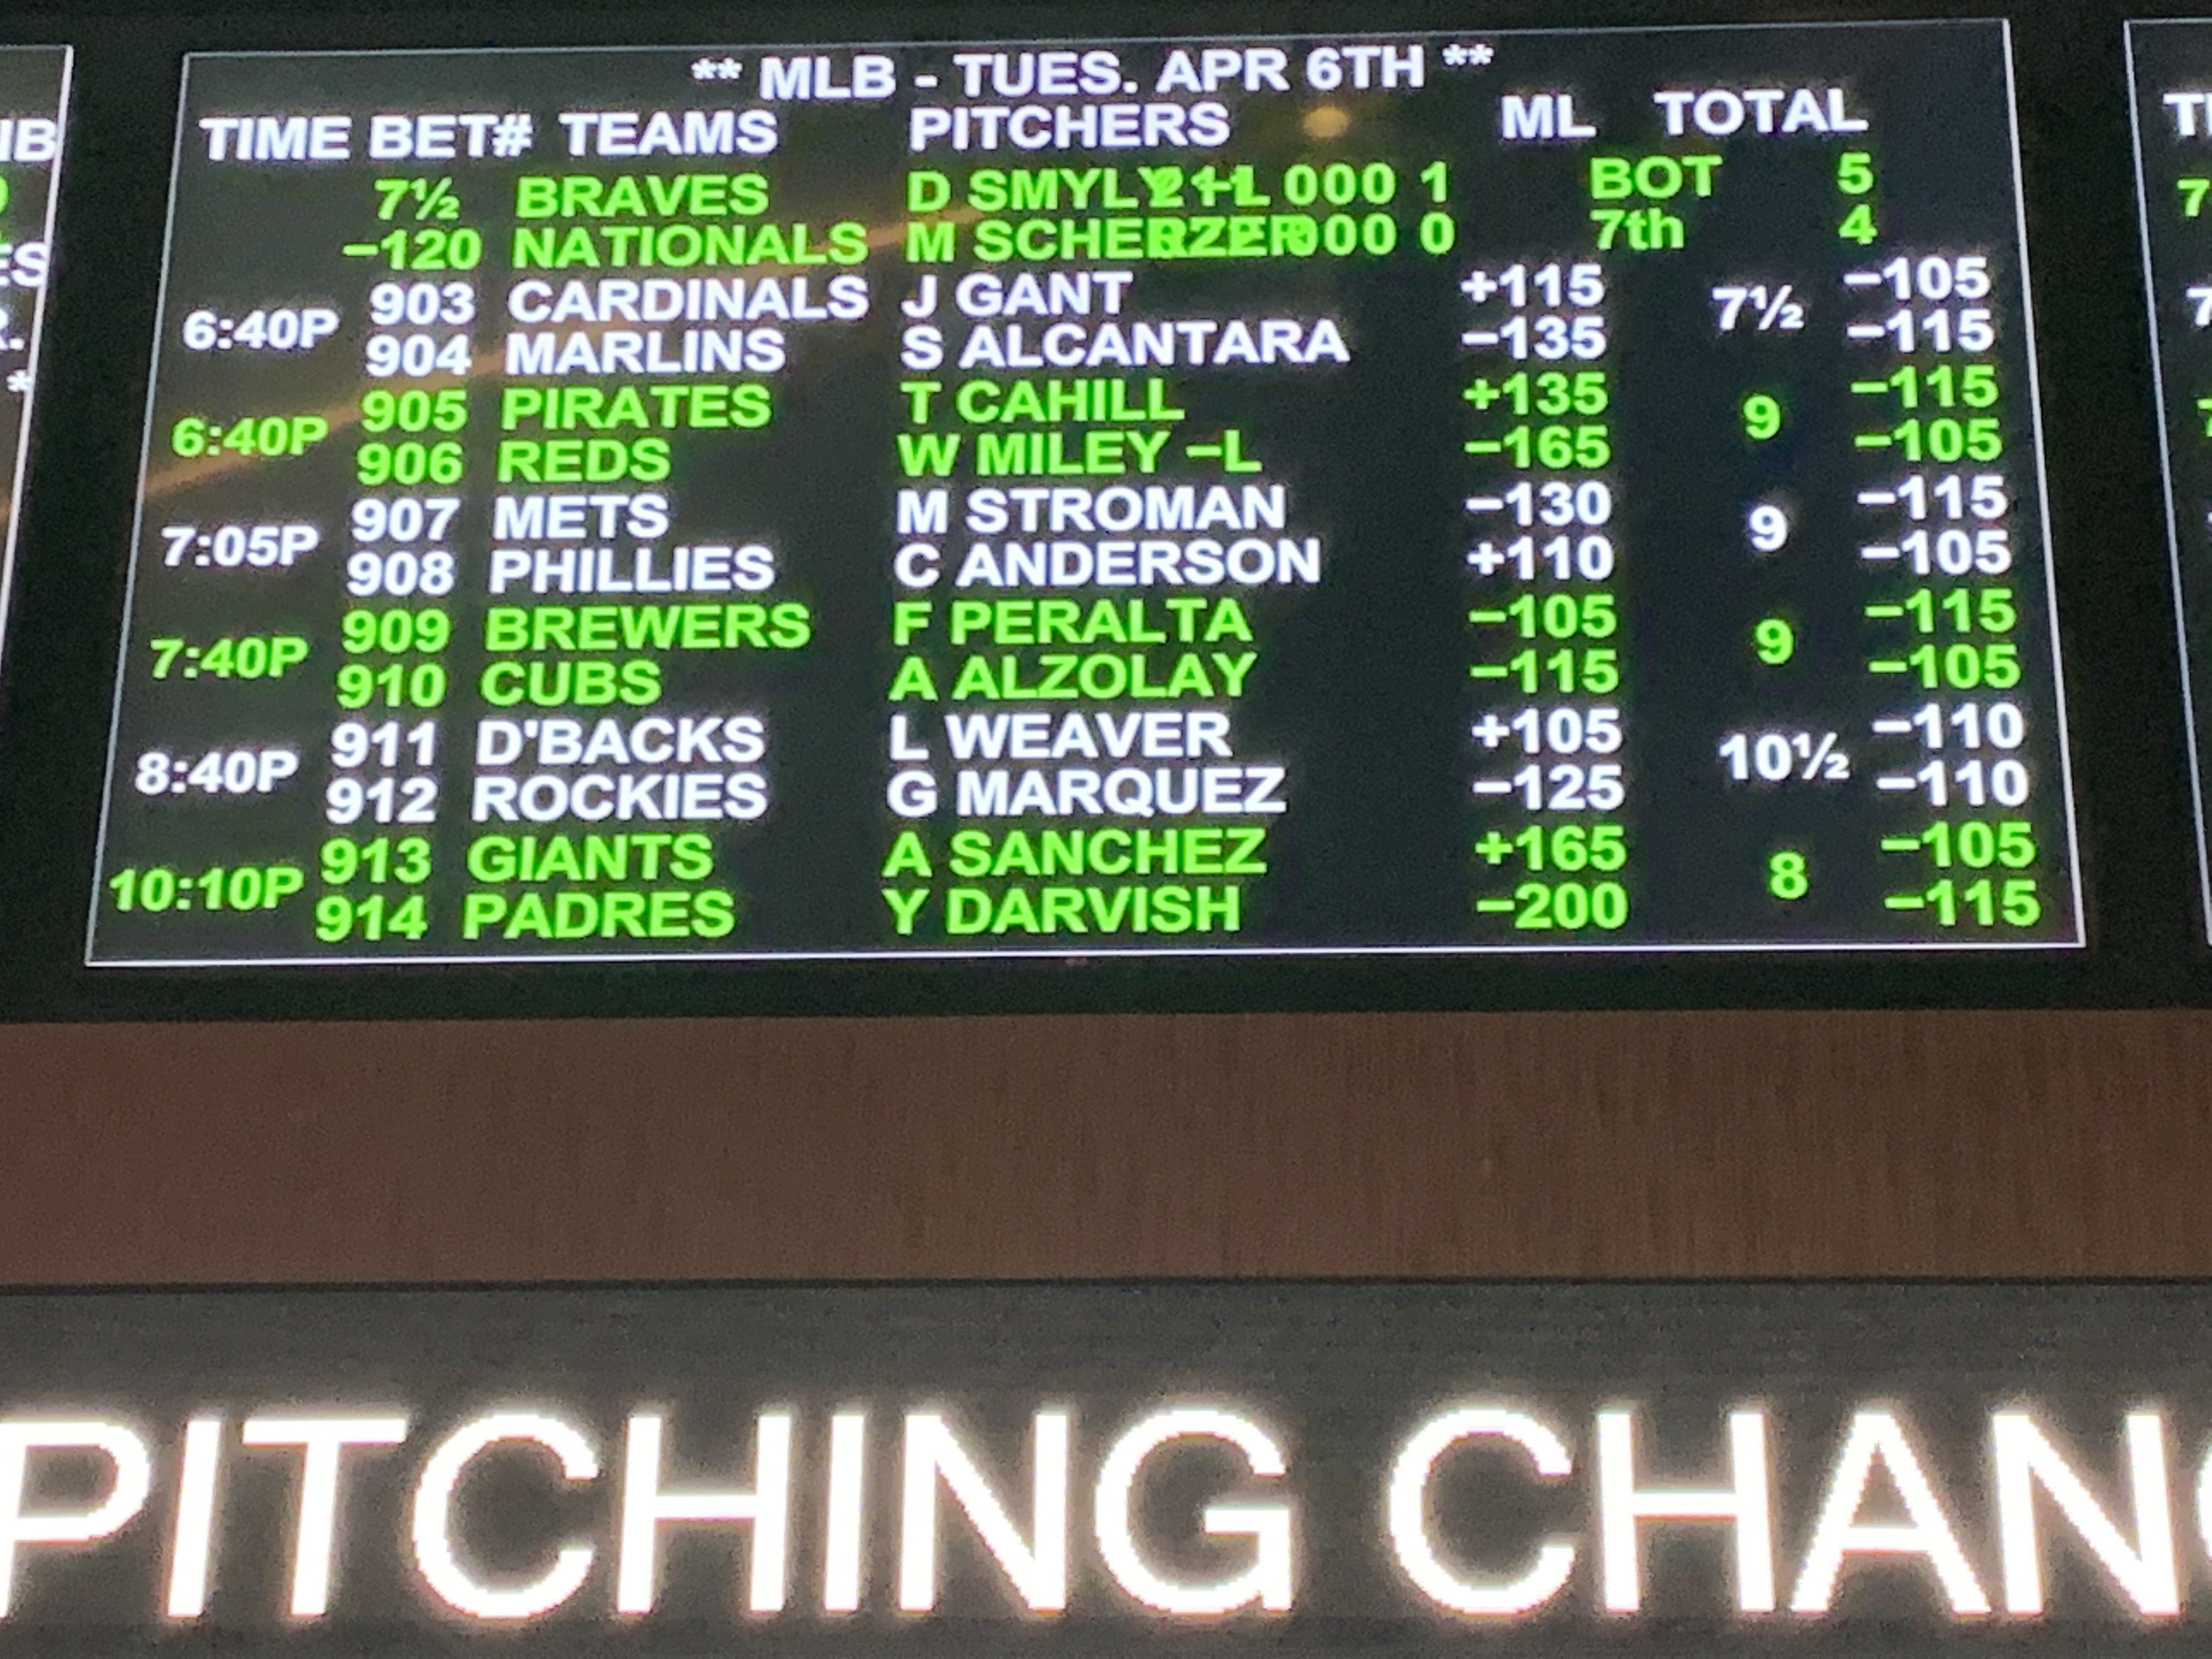 ** MLB - TUES. APR 6TH **
TIME BET# TEAMS PITCHERS ML TOTAL
7½ BRAVES D SMYLY 000 1 BOT 5
-120 NATIONALS M SCHERZER 000 0 7th 4
903 CARDINALS J GANT +115 -105
6:40P 7½
904 MARLINS S ALCANTARA -135 -115
905 PIRATES T CAHILL +135 -115
6:40P 9
906 REDS W MILEY -L -165 -105
907 METS M STROMAN -130 -115
7:05P 9
908 PHILLIES C ANDERSON +110 -105
909 BREWERS F PERALTA -105 -115
7:40P 9
910 CUBS A ALZOLAY -115 -105
911 D'BACKS L WEAVER +105 -110
8:40P 10½
912 ROCKIES G MARQUEZ -125 -110
913 GIANTS A SANCHEZ +165 -105
10:10P 8
914 PADRES Y DARVISH -200 -115
PITCHING CHAN